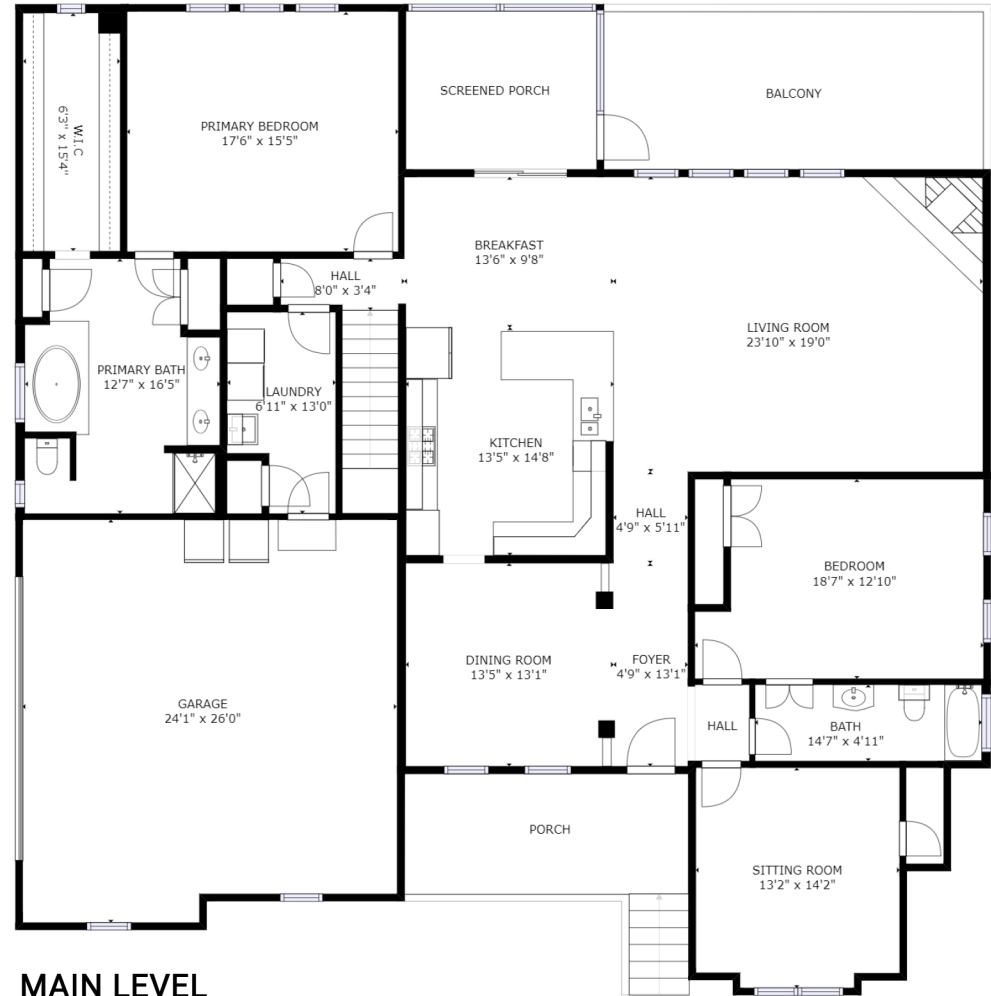 SCREENED PORCH
BALCONY
W.I.C
6'3" x 15'4"
PRIMARY BEDROOM
17'6" x 15'5"
BREAKFAST
13'6" x 9'8"
HALL
8'0" x 3'4"
LIVING ROOM
23'10" x 19'0"
PRIMARY BATH
12'7" x 16'5"
LAUNDRY
6'11" x 13'0"
KITCHEN
13'5" x 14'8"
HALL
4'9" x 5'11"
BEDROOM
18'7" x 12'10"
DINING ROOM
13'5" x 13'1"
FOYER
4'9" x 13'1"
GARAGE
24'1" x 26'0"
HALL
BATH
14'7" x 4'11"
PORCH
SITTING ROOM
13'2" x 14'2"
MAIN LEVEL